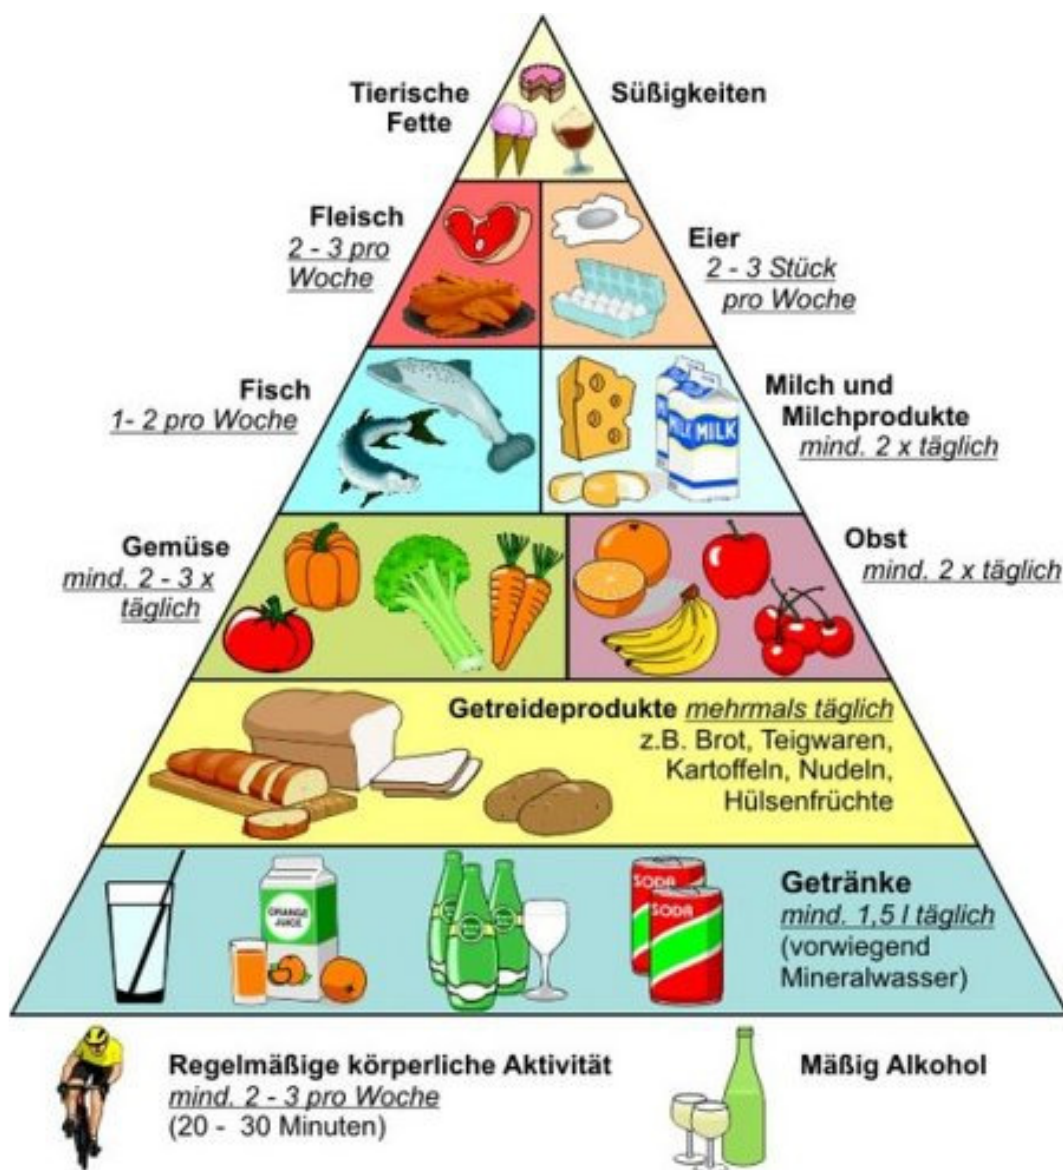 Tierische
Fette
Süßigkeiten
Fleisch
2 - 3 pro
Woche
Eier
2 - 3 Stück
pro Woche
Fisch
1- 2 pro Woche
Milch und
Milchprodukte
mind. 2 x täglich
MILK
MILK
Gemüse
mind. 2 - 3 x
täglich
Obst
mind. 2 x täglich
Getreideprodukte mehrmals täglich
z.B. Brot, Teigwaren,
Kartoffeln, Nudeln,
Hülsenfrüchte
ORANGE
JUICE
SODA
SODA
Getränke
mind. 1,5 l täglich
(vorwiegend
Mineralwasser)
Regelmäßige körperliche Aktivität
mind. 2 - 3 pro Woche
(20 - 30 Minuten)
Mäßig Alkohol